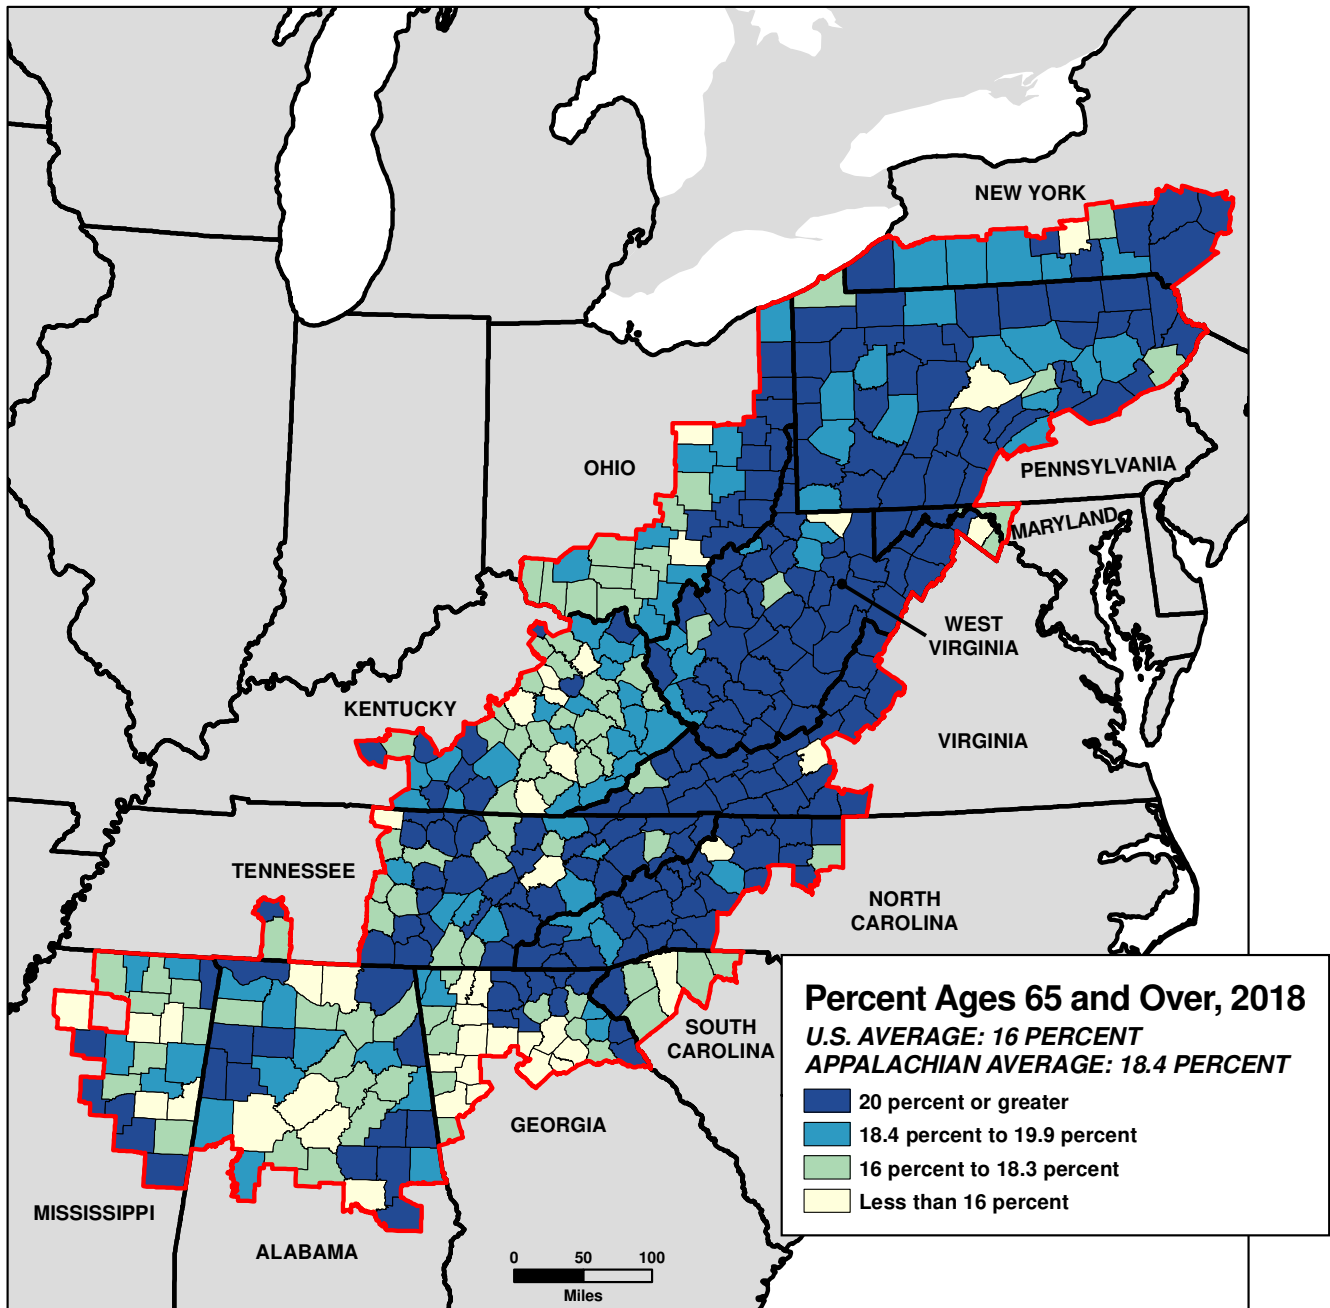 NEW YORK
OHIO
PENNSYLVANIA
MARYLAND
WEST
VIRGINIA
KENTUCKY
VIRGINIA
TENNESSEE
NORTH
CAROLINA
SOUTH
CAROLINA
GEORGIA
MISSISSIPPI
ALABAMA
0 50 100
Miles
Percent Ages 65 and Over, 2018
U.S. AVERAGE: 16 PERCENT
APPALACHIAN AVERAGE: 18.4 PERCENT
20 percent or greater
18.4 percent to 19.9 percent
16 percent to 18.3 percent
Less than 16 percent